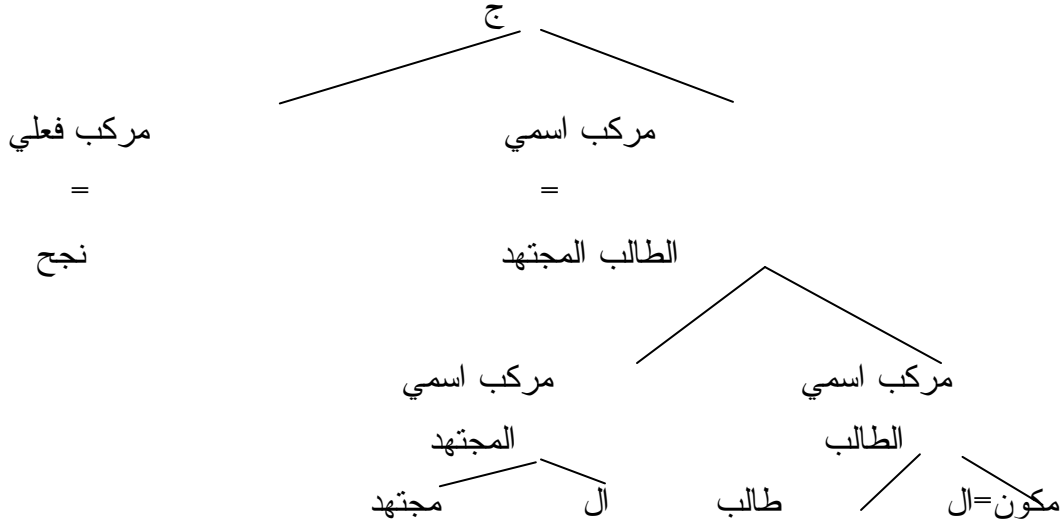 ج
مركب اسمي مركب فعلي
= =
الطالب المجتهد نجح
مركب اسمي مركب اسمي
الطالب المجتهد
مكون=ال طالب ال مجتهد